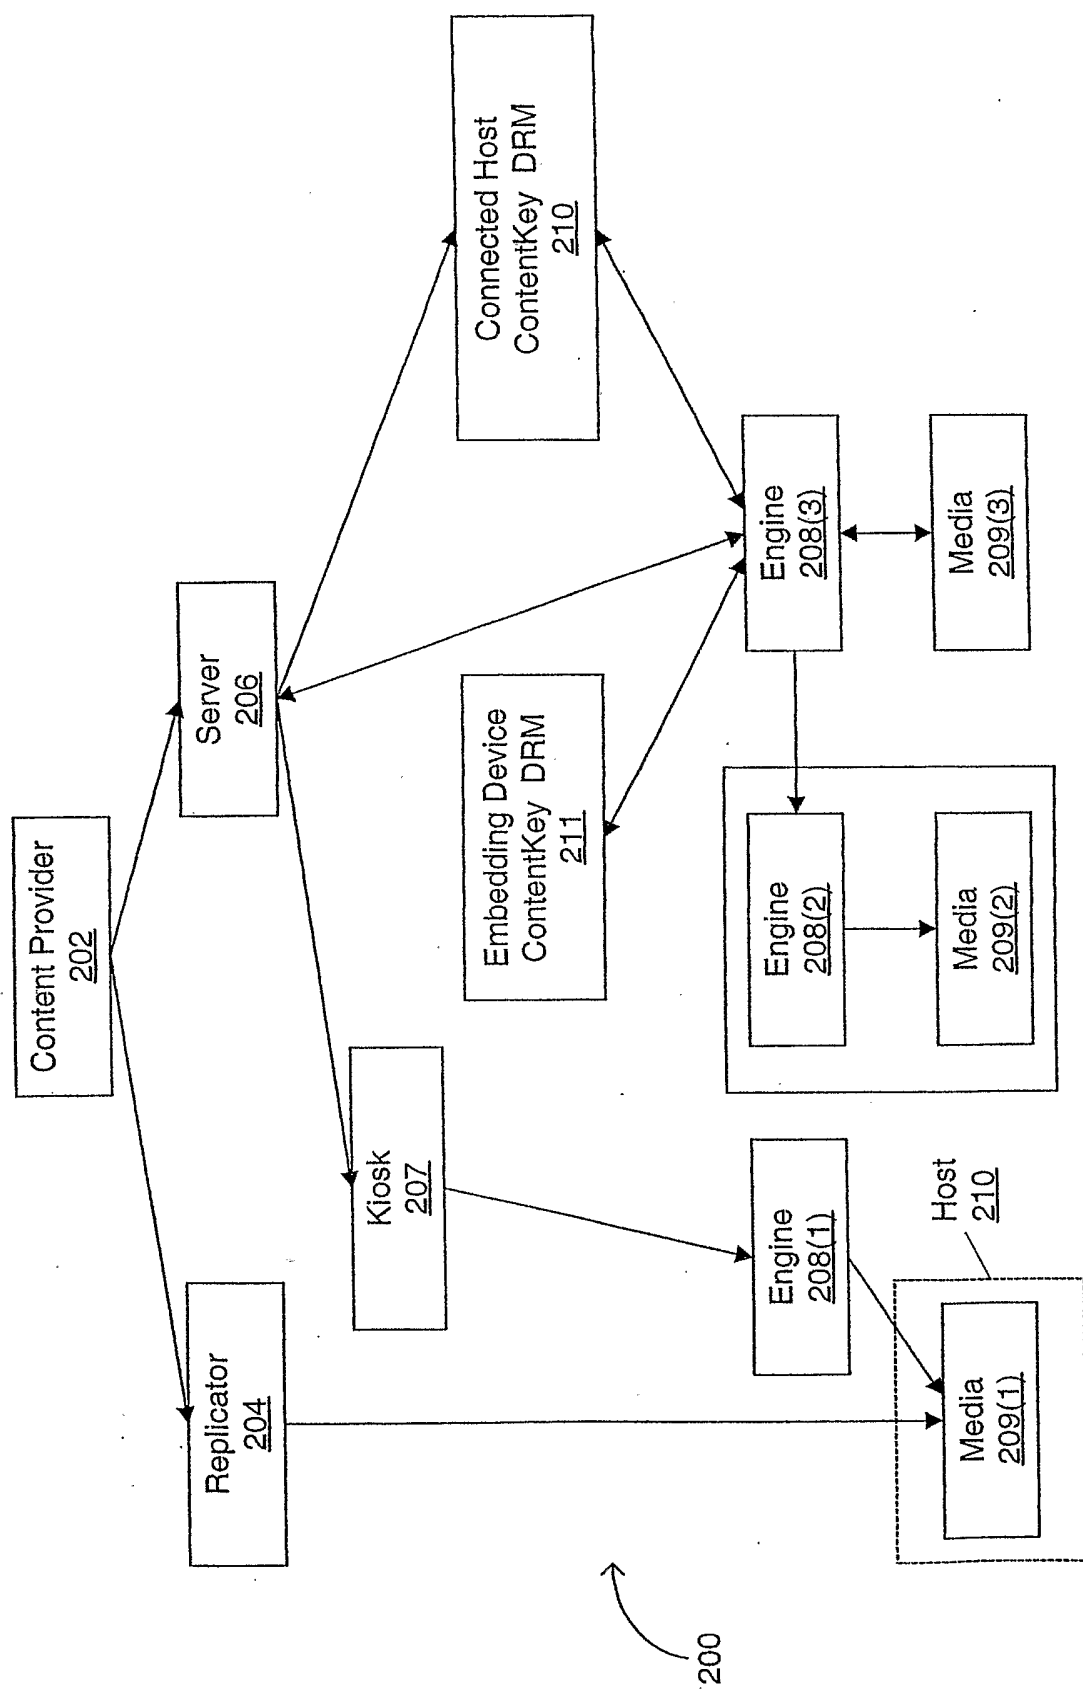 Content Provider
202
Replicator
204
Server
206
Kiosk
207
Embedding Device
ContentKey DRM
211
Connected Host
ContentKey DRM
210
Engine
208(1)
Engine
208(2)
Engine
208(3)
Host
210
Media
209(1)
Media
209(2)
Media
209(3)
200